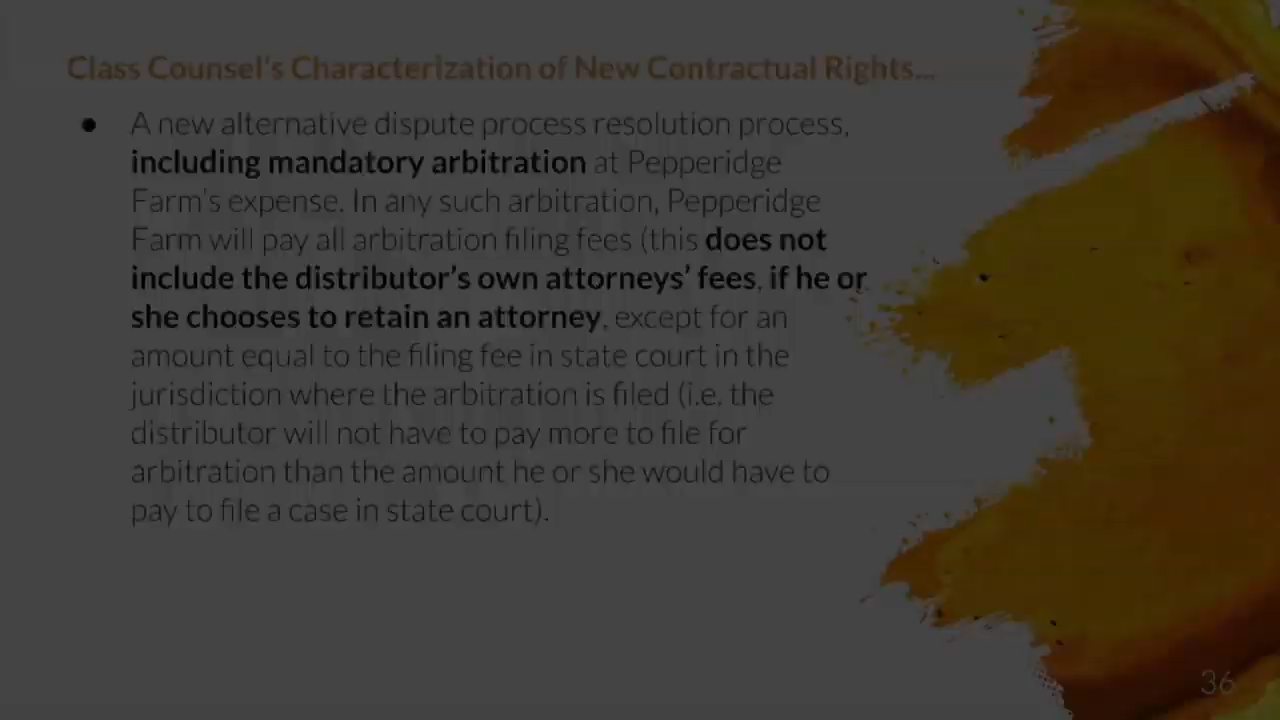 Class Counsel's Characterization of New Contractual Rights...
● A new alternative dispute process resolution process,
including mandatory arbitration at Pepperidge
Farm's expense. In any such arbitration, Pepperidge
Farm will pay all arbitration filing fees (this does not
include the distributor's own attorneys' fees, if he or
she chooses to retain an attorney, except for an
amount equal to the filing fee in state court in the
jurisdiction where the arbitration is filed (i.e. the
distributor will not have to pay more to file for
arbitration than the amount he or she would have to
pay to file a case in state court).
36